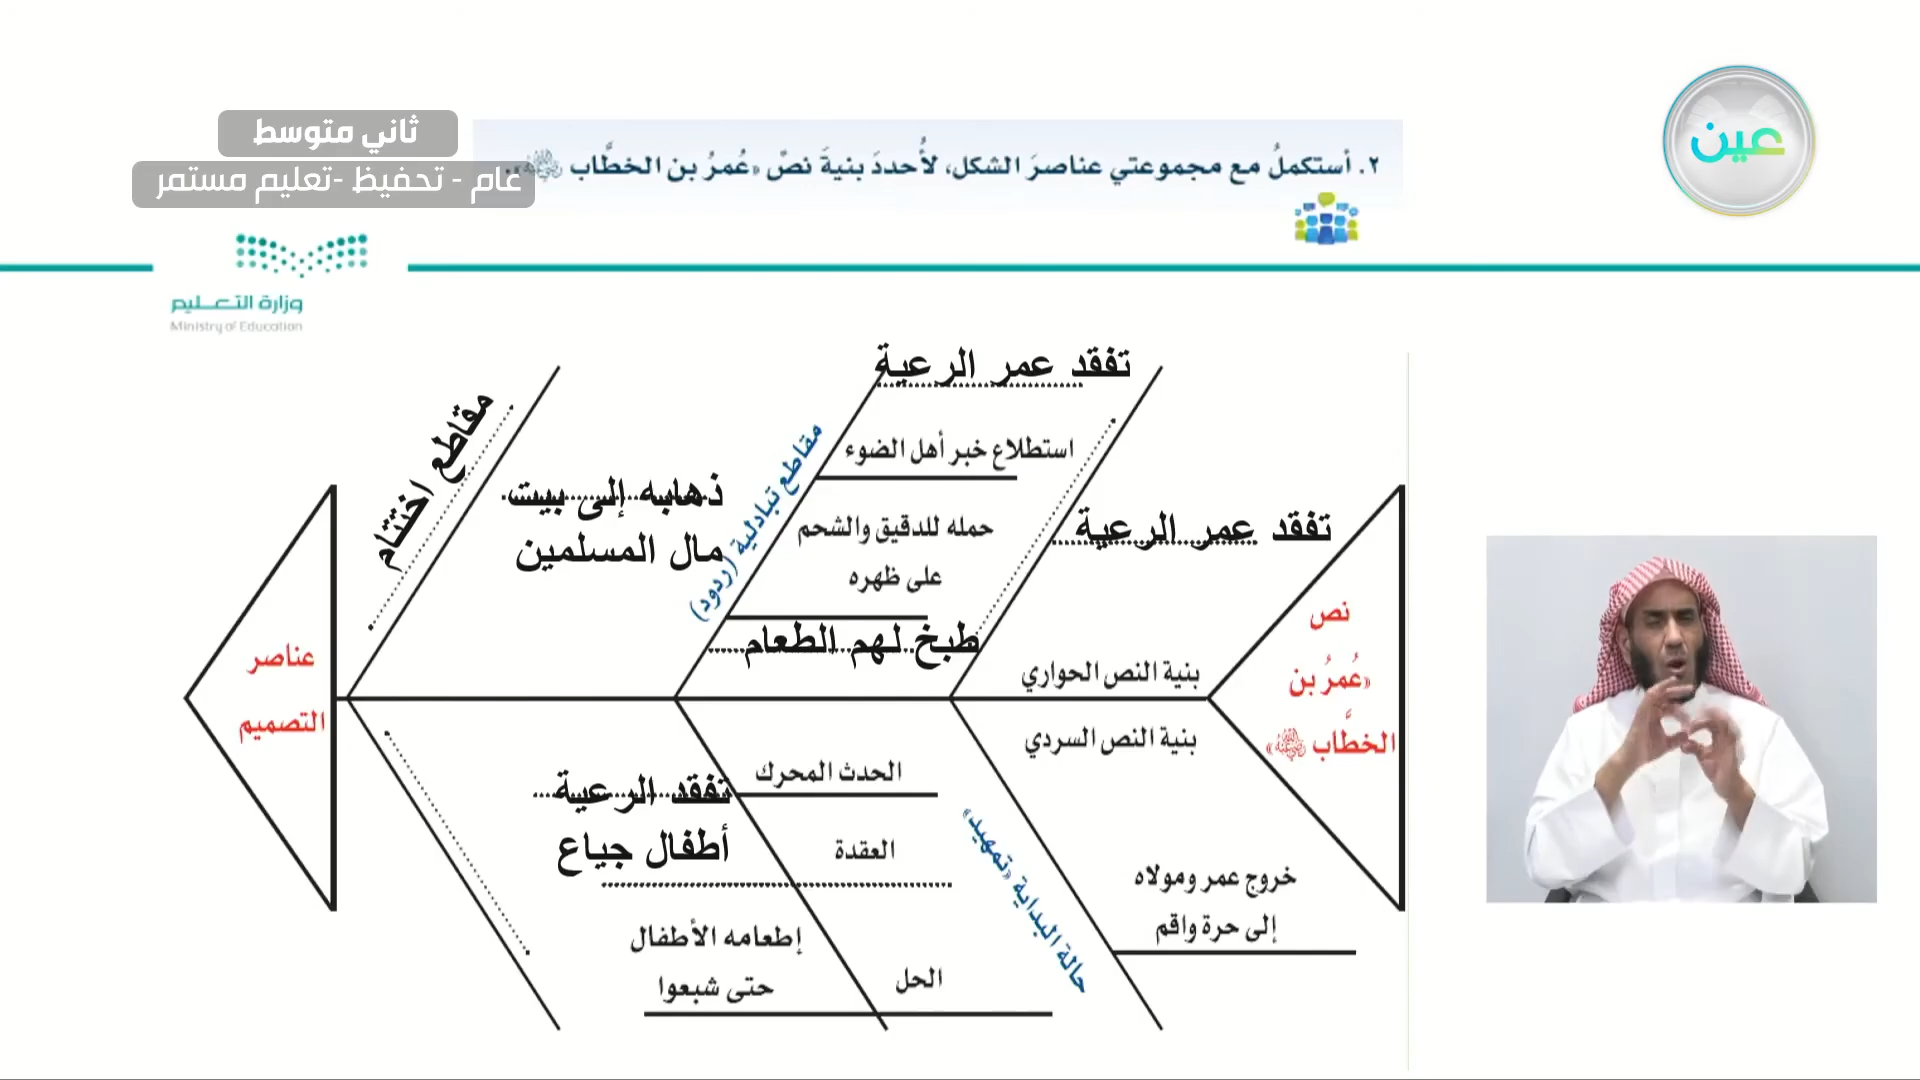 ثاني متوسط
عام - تحفيظ -تعليم مستمر
عين
٢. أستكملُ مع مجموعتي عناصرَ الشكل، لأُحددَ بنيةَ نصَّ «عُمرُ بن الخطَّاب ﵁».
وزارة التعليم
Ministry of Education
تفقد عمر الرعية
استطلاع خبر أهل الضوء
حمله للدقيق والشحم
على ظهره
طبخ لهم الطعام
تفقد عمر الرعية
مقاطع تبادلية (ردود)
ذهابه إلى بيت
مال المسلمين
مقاطع اختتام
نص
«عُمرُ بن
الخطَّاب ﵁»
بنية النص الحواري
بنية النص السردي
عناصر
التصميم
خروج عمر ومولاه
إلى حرة واقم
حالة البداية «تمهيد»
الحدث المحرك
تفقد الرعية
العقدة
أطفال جياع
الحل
إطعامه الأطفال
حتى شبعوا